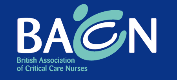 BACCN
British Association
of Critical Care Nurses